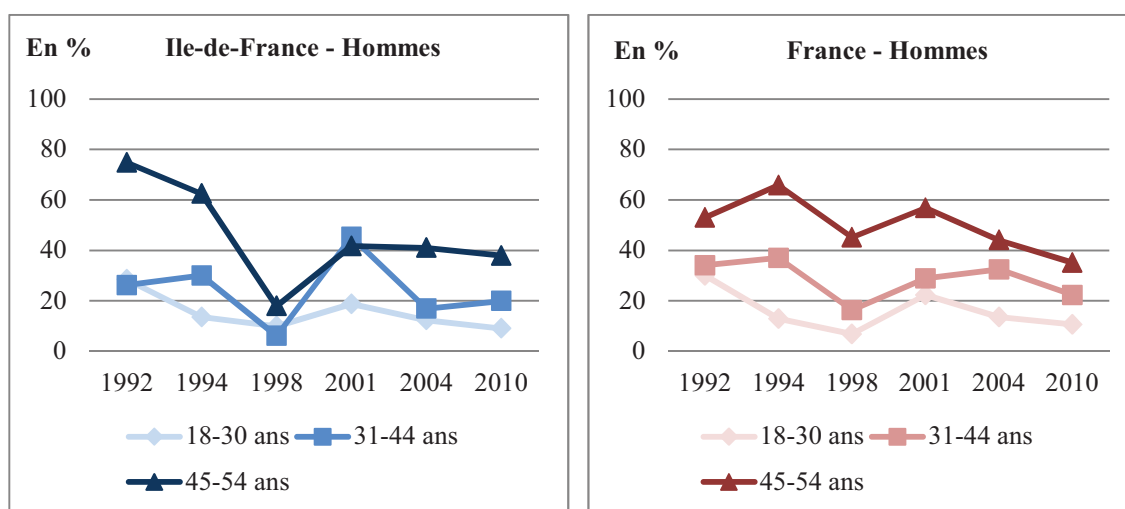 En % Ile-de-France - Hommes
100
80
60
40
20
0
1992 1994 1998 2001 2004 2010
18-30 ans 31-44 ans
45-54 ans
En % France - Hommes
100
80
60
40
20
0
1992 1994 1998 2001 2004 2010
18-30 ans 31-44 ans
45-54 ans